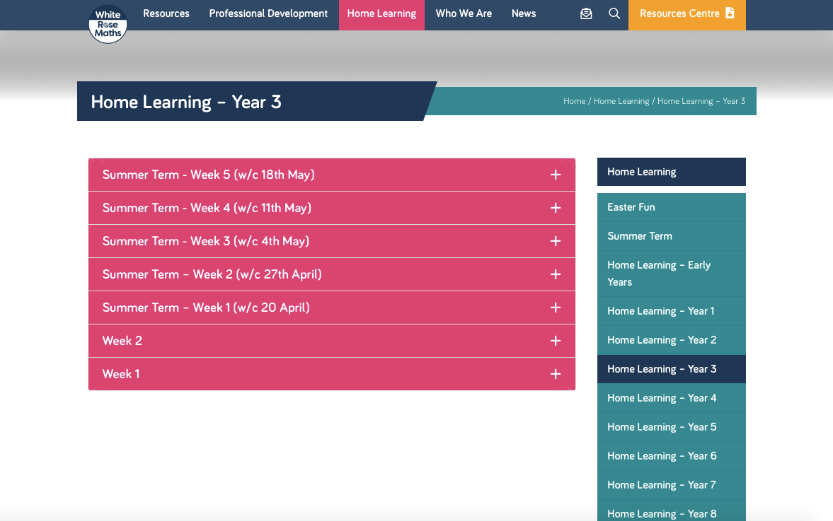 White
Rose
Maths
Resources
Professional Development
Home Learning
Who We Are
News
Resources Centre
Home Learning – Year 3
Home / Home Learning / Home Learning – Year 3
Summer Term - Week 5 (w/c 18th May)
Summer Term - Week 4 (w/c 11th May)
Summer Term - Week 3 (w/c 4th May)
Summer Term – Week 2 (w/c 27th April)
Summer Term – Week 1 (w/c 20 April)
Week 2
Week 1
Home Learning
Easter Fun
Summer Term
Home Learning – Early
Years
Home Learning – Year 1
Home Learning – Year 2
Home Learning – Year 3
Home Learning – Year 4
Home Learning – Year 5
Home Learning – Year 6
Home Learning – Year 7
Home Learning – Year 8